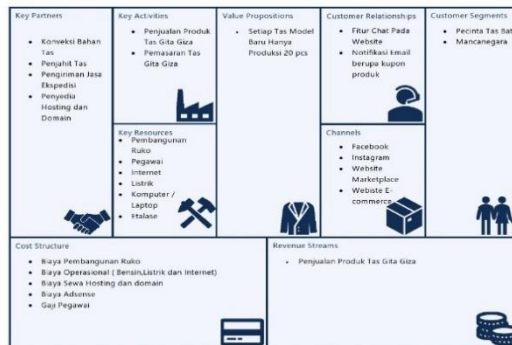 Key Partners
Konveksi Bahan
Tas
Penjahit Tas
Pengiriman Jasa
Ekspedisi
Penyedia
Hosting dan
Domain
Key Activities
Penjualan Produk
Tas Gita Giza
Pemasaran Tas
Gita Giza
Key Resources
Pembangunan
Ruko
Pegawai
Internet
Listrik
Komputer /
Laptop
Etalase
Value Propositions
Setiap Tas Model
Baru Hanya
Produksi 20 pcs
Customer Relationships
Fitur Chat Pada
Website
Notifikasi Email
berupa kupon
produk
Channels
Facebook
Instagram
Website
Marketplace
Webiste E-
commerce
Customer Segments
Pecinta Tas Bat
Mancanegara
Cost Structure
Biaya Pembangunan Ruko
Biaya Operasional ( Bensin,Listrik dan Internet)
Biaya Sewa Hosting dan domain
Biaya Adsense
Gaji Pegawai
Revenue Streams
Penjualan Produk Tas Gita Giza